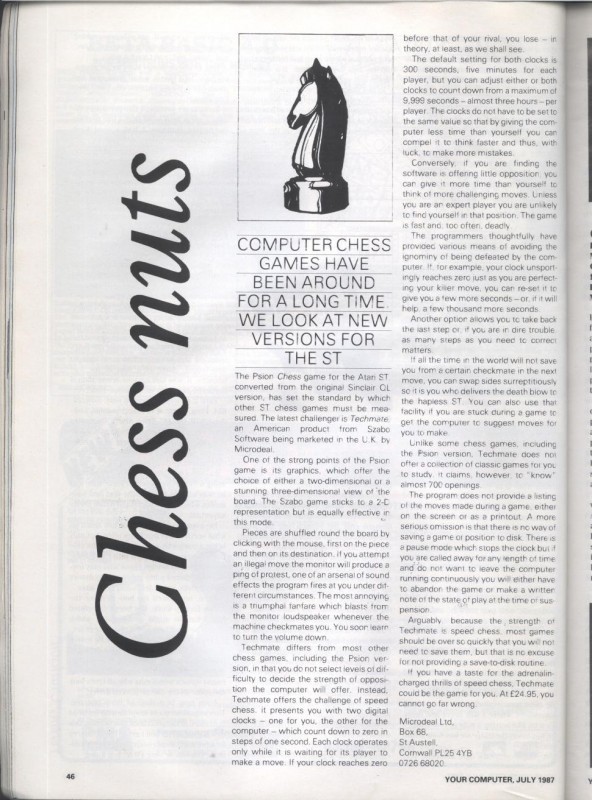 Chess nuts
COMPUTER CHESS
GAMES HAVE
BEEN AROUND
FOR A LONG TIME.
WE LOOK AT NEW
VERSIONS FOR
THE ST
The Psion Chess game for the Atari ST
converted from the original Sinclair QL
version, has set the standard by which
other ST chess games must be mea-
sured. The latest challenger is Techmate,
an American product from Szabo
Software being marketed in the U.K. by
Microdeal.
One of the strong points of the Psion
game is its graphics, which offer the
choice of either a two-dimensional or a
stunning three-dimensional view of the
board. The Szabo game sticks to a 2-D
representation but is equally effective in
this mode.
Pieces are shuffled round the board by
clicking with the mouse, first on the piece
and then on its destination. If you attempt
an illegal move the monitor will produce a
ping of protest, one of an arsenal of sound
effects the program fires at you under dif-
ferent circumstances. The most annoying
is a triumphal fanfare which blasts from
the monitor loudspeaker whenever the
machine checkmates you. You soon learn
to turn the volume down.
Techmate differs from most other
chess games, including the Psion ver-
sion, in that you do not select levels of dif-
ficulty to decide the strength of opposi-
tion the computer will offer. Instead,
Techmate offers the challenge of speed
chess. It presents you with two digital
clocks – one for you, the other for the
computer – which count down to zero in
steps of one second. Each clock operates
only while it is waiting for its player to
make a move. If your clock reaches zero
before that of your rival, you lose – in
theory, at least, as we shall see.
The default setting for both clocks is
300 seconds, five minutes for each
player, but you can adjust either or both
clocks to count down from a maximum of
9,999 seconds – almost three hours – per
player. The clocks do not have to be set to
the same value so that by giving the com-
puter less time than yourself you can
compel it to think faster and thus, with
luck, to make more mistakes.
Conversely, if you are finding the
software is offering little opposition, you
can give it more time than yourself to
think of more challenging moves. Unless
you are an expert player you are unlikely
to find yourself in that position. The game
is fast and, too often, deadly.
The programmers thoughtfully have
provided various means of avoiding the
ignominy of being defeated by the com-
puter. If, for example, your clock unsport-
ingly reaches zero just as you are perfect-
ing your killer move, you can re-set it to
give you a few more seconds – or, if it will
help, a few thousand more seconds.
Another option allows you to take back
the last step or, if you are in dire trouble,
as many steps as you need to correct
matters.
If all the time in the world will not save
you from a certain checkmate in the next
move, you can swap sides surreptitiously
so it is you who delivers the death blow to
the hapless ST. You can also use that
facility if you are stuck during a game to
get the computer to suggest moves for
you to make.
Unlike some chess games, including
the Psion version, Techmate does not
offer a collection of classic games for you
to study. It claims, however, to "know"
almost 700 openings.
The program does not provide a listing
of the moves made during a game, either
on the screen or as a printout. A more
serious omission is that there is no way of
saving a game or position to disk. There is
a pause mode which stops the clock but if
you are called away for any length of time
and do not want to leave the computer
running continuously you will either have
to abandon the game or make a written
note of the state of play at the time of sus-
pension.
Arguably, because the strength of
Techmate is speed chess, most games
should be over so quickly that you will not
need to save them, but that is no excuse
for not providing a save-to-disk routine.
If you have a taste for the adrenalin-
charged thrills of speed chess, Techmate
could be the game for you. At £24.95, you
cannot go far wrong.
Microdeal Ltd,
Box 68,
St Austell,
Cornwall PL25 4YB
0726 68020.
46
YOUR COMPUTER, JULY 1987